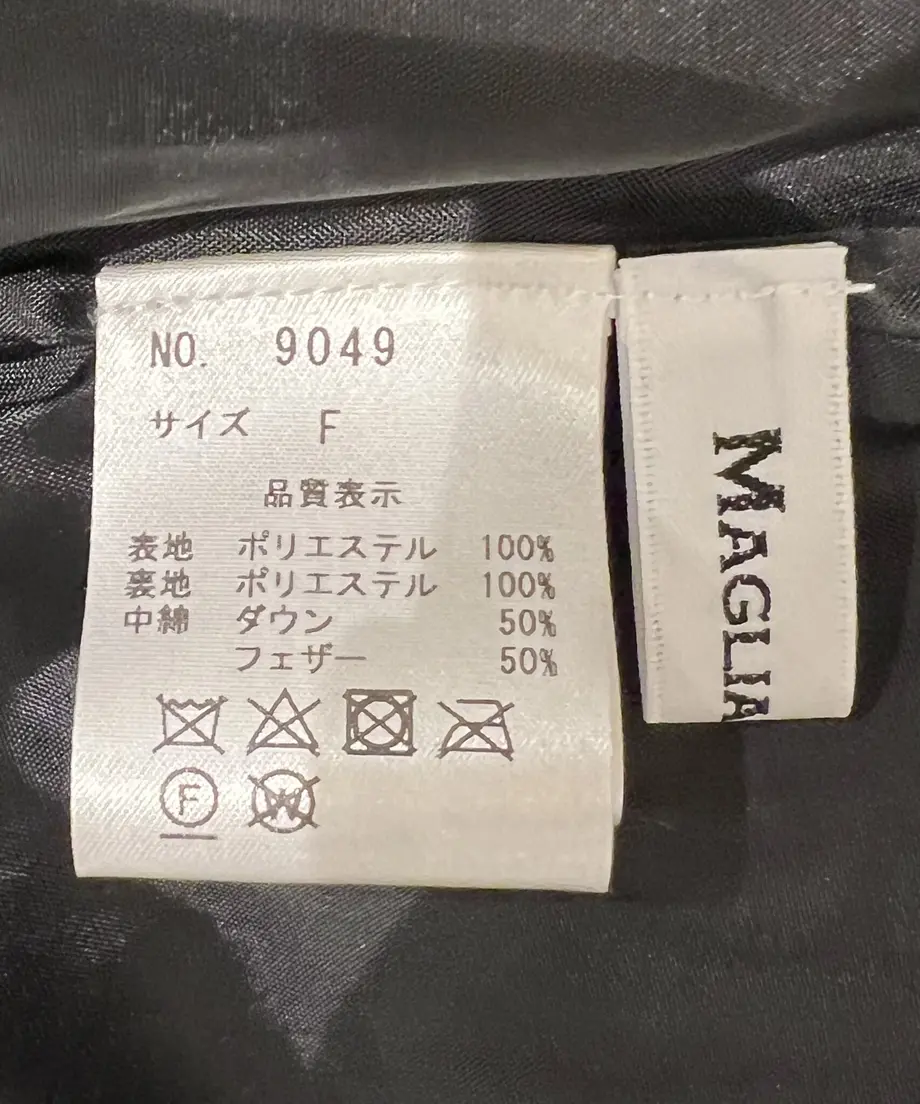 NO. 9049
サイズ F
品質表示
表地 ポリエステル 100%
裏地 ポリエステル 100%
中綿 ダウン 50%
フェザー 50%
F
W
MAGLIA